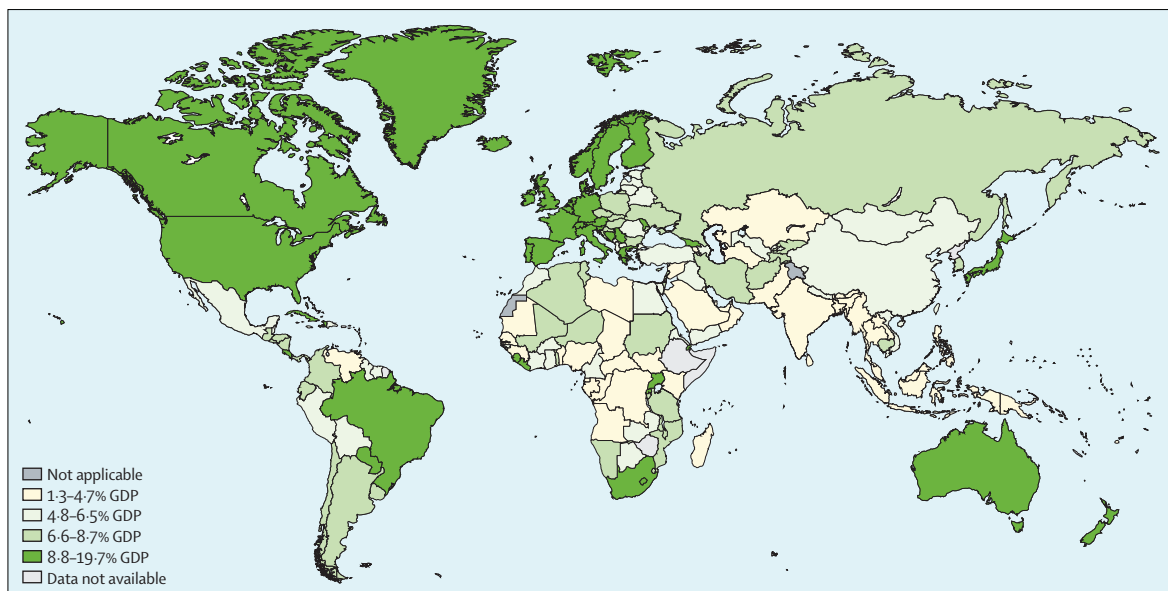 Not applicable
1·3–4·7% GDP
4·8–6·5% GDP
6·6–8·7% GDP
8·8–19·7% GDP
Data not available